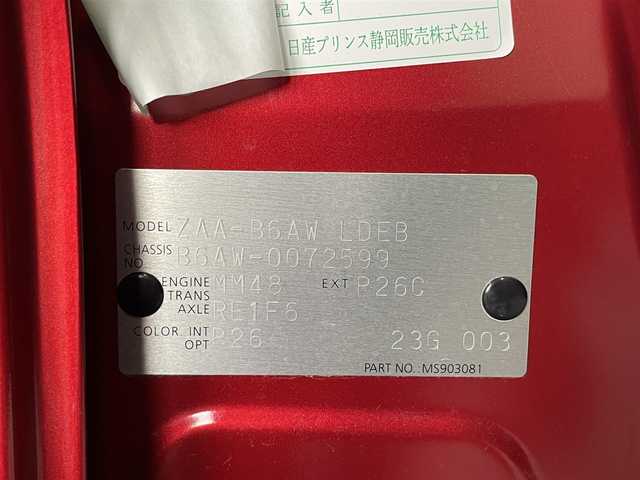 記入者
日産プリンス静岡販売株式会社
MODEL ZAA-B6AW LDEB
CHASSIS NO B6AW-0072599
ENGINE MM48 EXT P26C
TRANS AXLE RE1F6
COLOR INT OPT P26 23G 003
PART NO.:MS903081